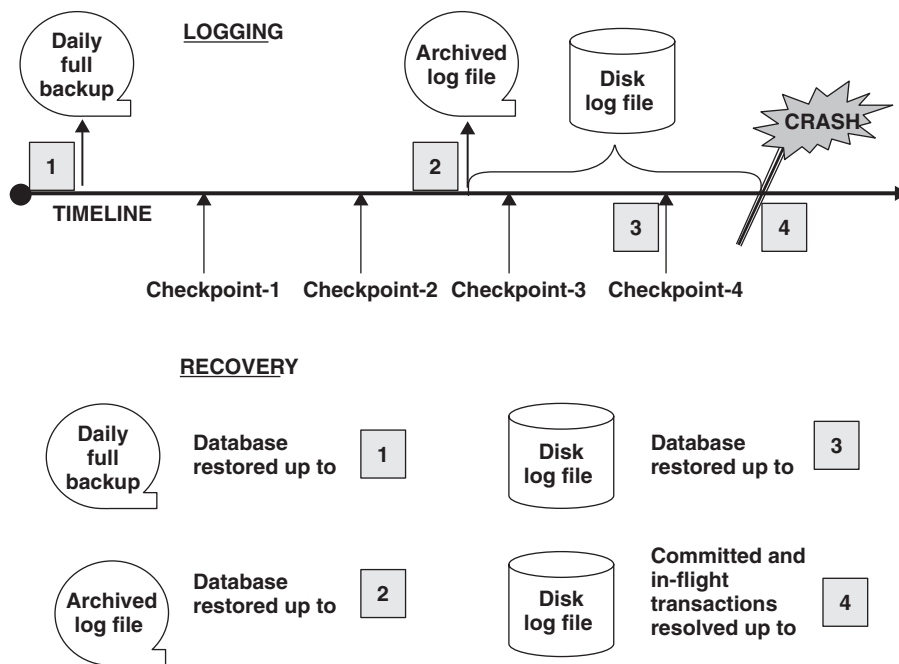 LOGGING
Daily
full
backup
Archived
log file
Disk
log file
CRASH
1
2
TIMELINE
3
4
Checkpoint-1
Checkpoint-2
Checkpoint-3
Checkpoint-4
RECOVERY
Daily
full
backup
Database
restored up to
1
Disk
log file
Database
restored up to
3
Archived
log file
Database
restored up to
2
Disk
log file
Committed and
in-flight
transactions
resolved up to
4